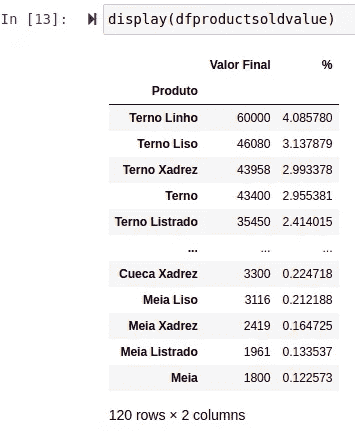 In [13]: display(dfproductsoldvalue)
Valor Final %
Produto
Terno Linho 60000 4.085780
Terno Liso 46080 3.137879
Terno Xadrez 43958 2.993378
Terno 43400 2.955381
Terno Listrado 35450 2.414015
... ... ...
Cueca Xadrez 3300 0.224718
Meia Liso 3116 0.212188
Meia Xadrez 2419 0.164725
Meia Listrado 1961 0.133537
Meia 1800 0.122573
120 rows × 2 columns